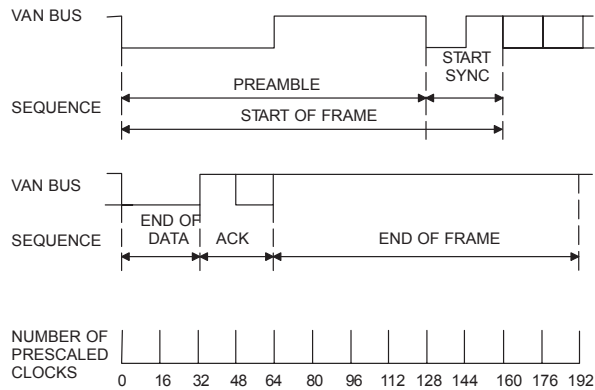 VAN BUS
START
SYNC
PREAMBLE
SEQUENCE
START OF FRAME
VAN BUS
END OF
DATA
ACK
END OF FRAME
SEQUENCE
NUMBER OF
PRESCALED
CLOCKS
0 16 32 48 64 80 96 112 128 144 160 176 192